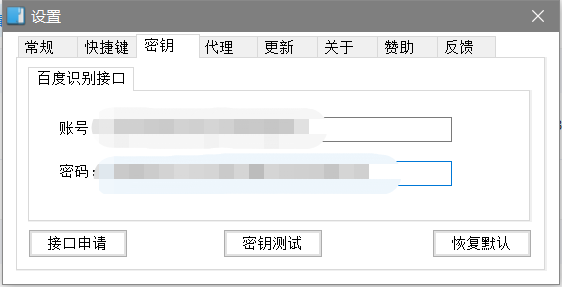 设置
常规 快捷键 密钥 代理 更新 关于 赞助 反馈
百度识别接口
账号
密码:
接口申请 密钥测试 恢复默认